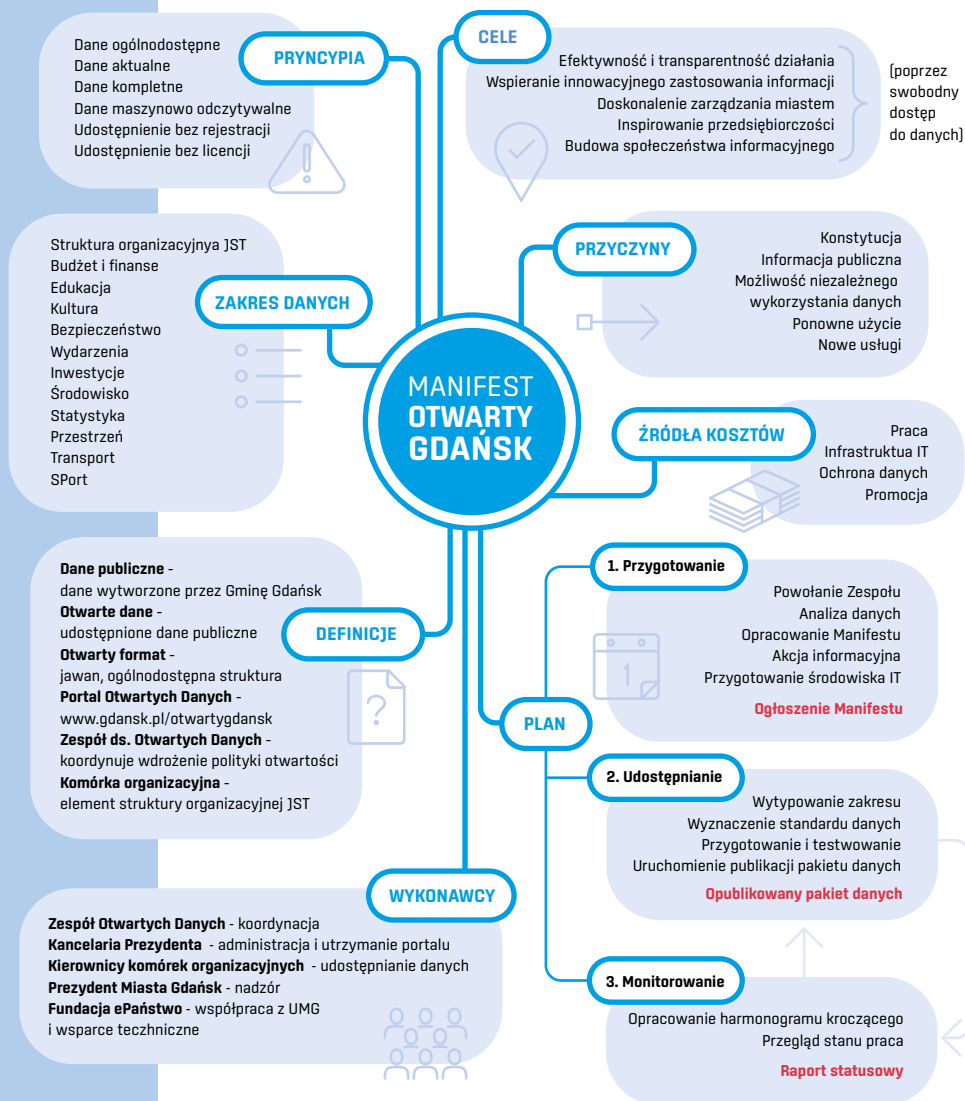 PRYNCYPIA
Dane ogólnodostępne
Dane aktualne
Dane kompletne
Dane maszynowo odczytywalne
Udostępnienie bez rejestracji
Udostępnienie bez licencji
CELE
Efektywność i transparentność działania
Wspieranie innowacyjnego zastosowania informacji
Doskonalenie zarządzania miastem
Inspirowanie przedsiębiorczości
Budowa społeczeństwa informacyjnego
(poprzez
swobodny
dostęp
do danych)
ZAKRES DANYCH
Struktura organizacyjnya JST
Budżet i finanse
Edukacja
Kultura
Bezpieczeństwo
Wydarzenia
Inwestycje
Środowisko
Statystyka
Przestrzeń
Transport
SPort
PRZYCZYNY
Konstytucja
Informacja publiczna
Możliwość niezależnego
wykorzystania danych
Ponowne użycie
Nowe usługi
MANIFEST
OTWARTY
GDAŃSK
ŹRÓDŁA KOSZTÓW
Praca
Infrastruktua IT
Ochrona danych
Promocja
DEFINICJE
Dane publiczne -
dane wytworzone przez Gminę Gdańsk
Otwarte dane -
udostępnione dane publiczne
Otwarty format -
jawan, ogólnodostępna struktura
Portal Otwartych Danych -
www.gdansk.pl/otwartygdansk
Zespół ds. Otwartych Danych -
koordynuje wdrożenie polityki otwartości
Komórka organizacyjna -
element struktury organizacyjnej JST
PLAN
1. Przygotowanie
Powołanie Zespołu
Analiza danych
Opracowanie Manifestu
Akcja informacyjna
Przygotowanie środowiska IT
Ogłoszenie Manifestu
1
?
2. Udostępnianie
Wytypowanie zakresu
Wyznaczenie standardu danych
Przygotowanie i testwowanie
Uruchomienie publikacji pakietu danych
Opublikowany pakiet danych
3. Monitorowanie
Opracowanie harmonogramu kroczącego
Przegląd stanu praca
Raport statusowy
WYKONAWCY
Zespół Otwartych Danych - koordynacja
Kancelaria Prezydenta - administracja i utrzymanie portalu
Kierownicy komórek organizacyjnych - udostępnianie danych
Prezydent Miasta Gdańsk - nadzór
Fundacja ePaństwo - współpraca z UMG
i wsparce teczhniczne